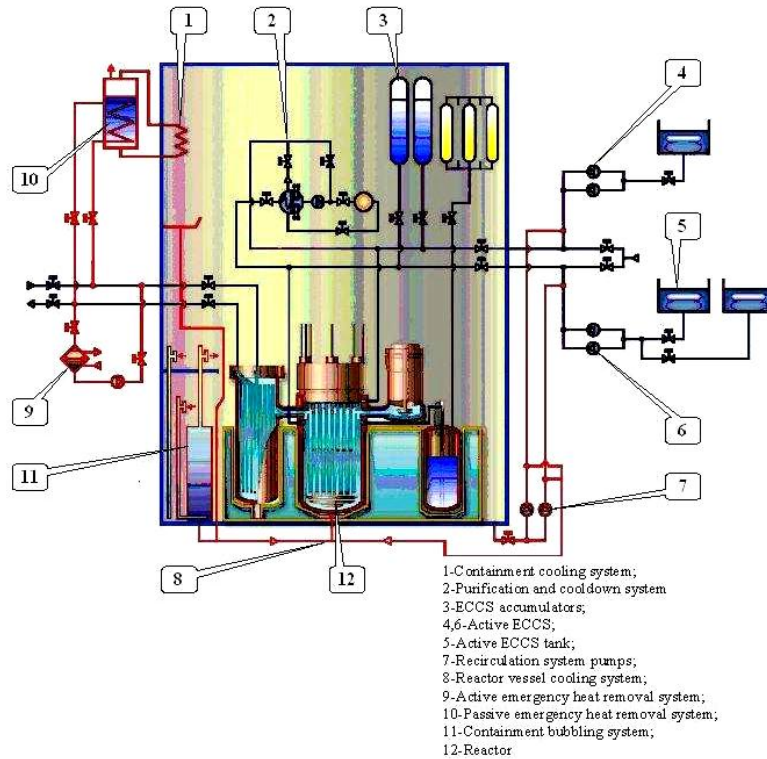 1
2
3
4
10
5
9
6
11
7
8
12
1-Containment cooling system;
2-Purification and cooldown system
3-ECCS accumulators;
4,6-Active ECCS;
5-Active ECCS tank;
7-Recirculation system pumps;
8-Reactor vessel cooling system;
9-Active emergency heat removal system;
10-Passive emergency heat removal system;
11-Containment bubbling system;
12-Reactor